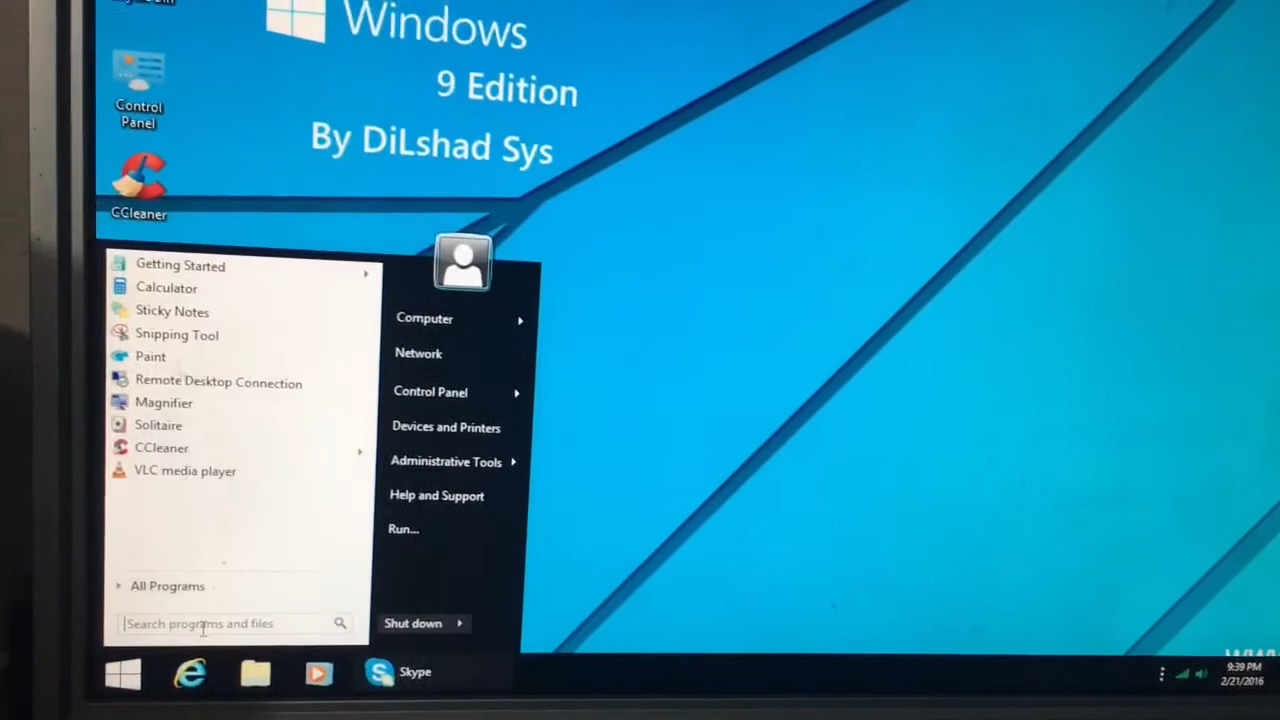 Windows
9 Edition
By DiLshad Sys
Control
Panel
CCleaner
Getting Started
Calculator
Sticky Notes
Snipping Tool
Paint
Remote Desktop Connection
Magnifier
Solitaire
CCleaner
VLC media player
All Programs
Search programs and files
Computer
Network
Control Panel
Devices and Printers
Administrative Tools
Help and Support
Run...
Shut down
Skype
9:39 PM
2/21/2016